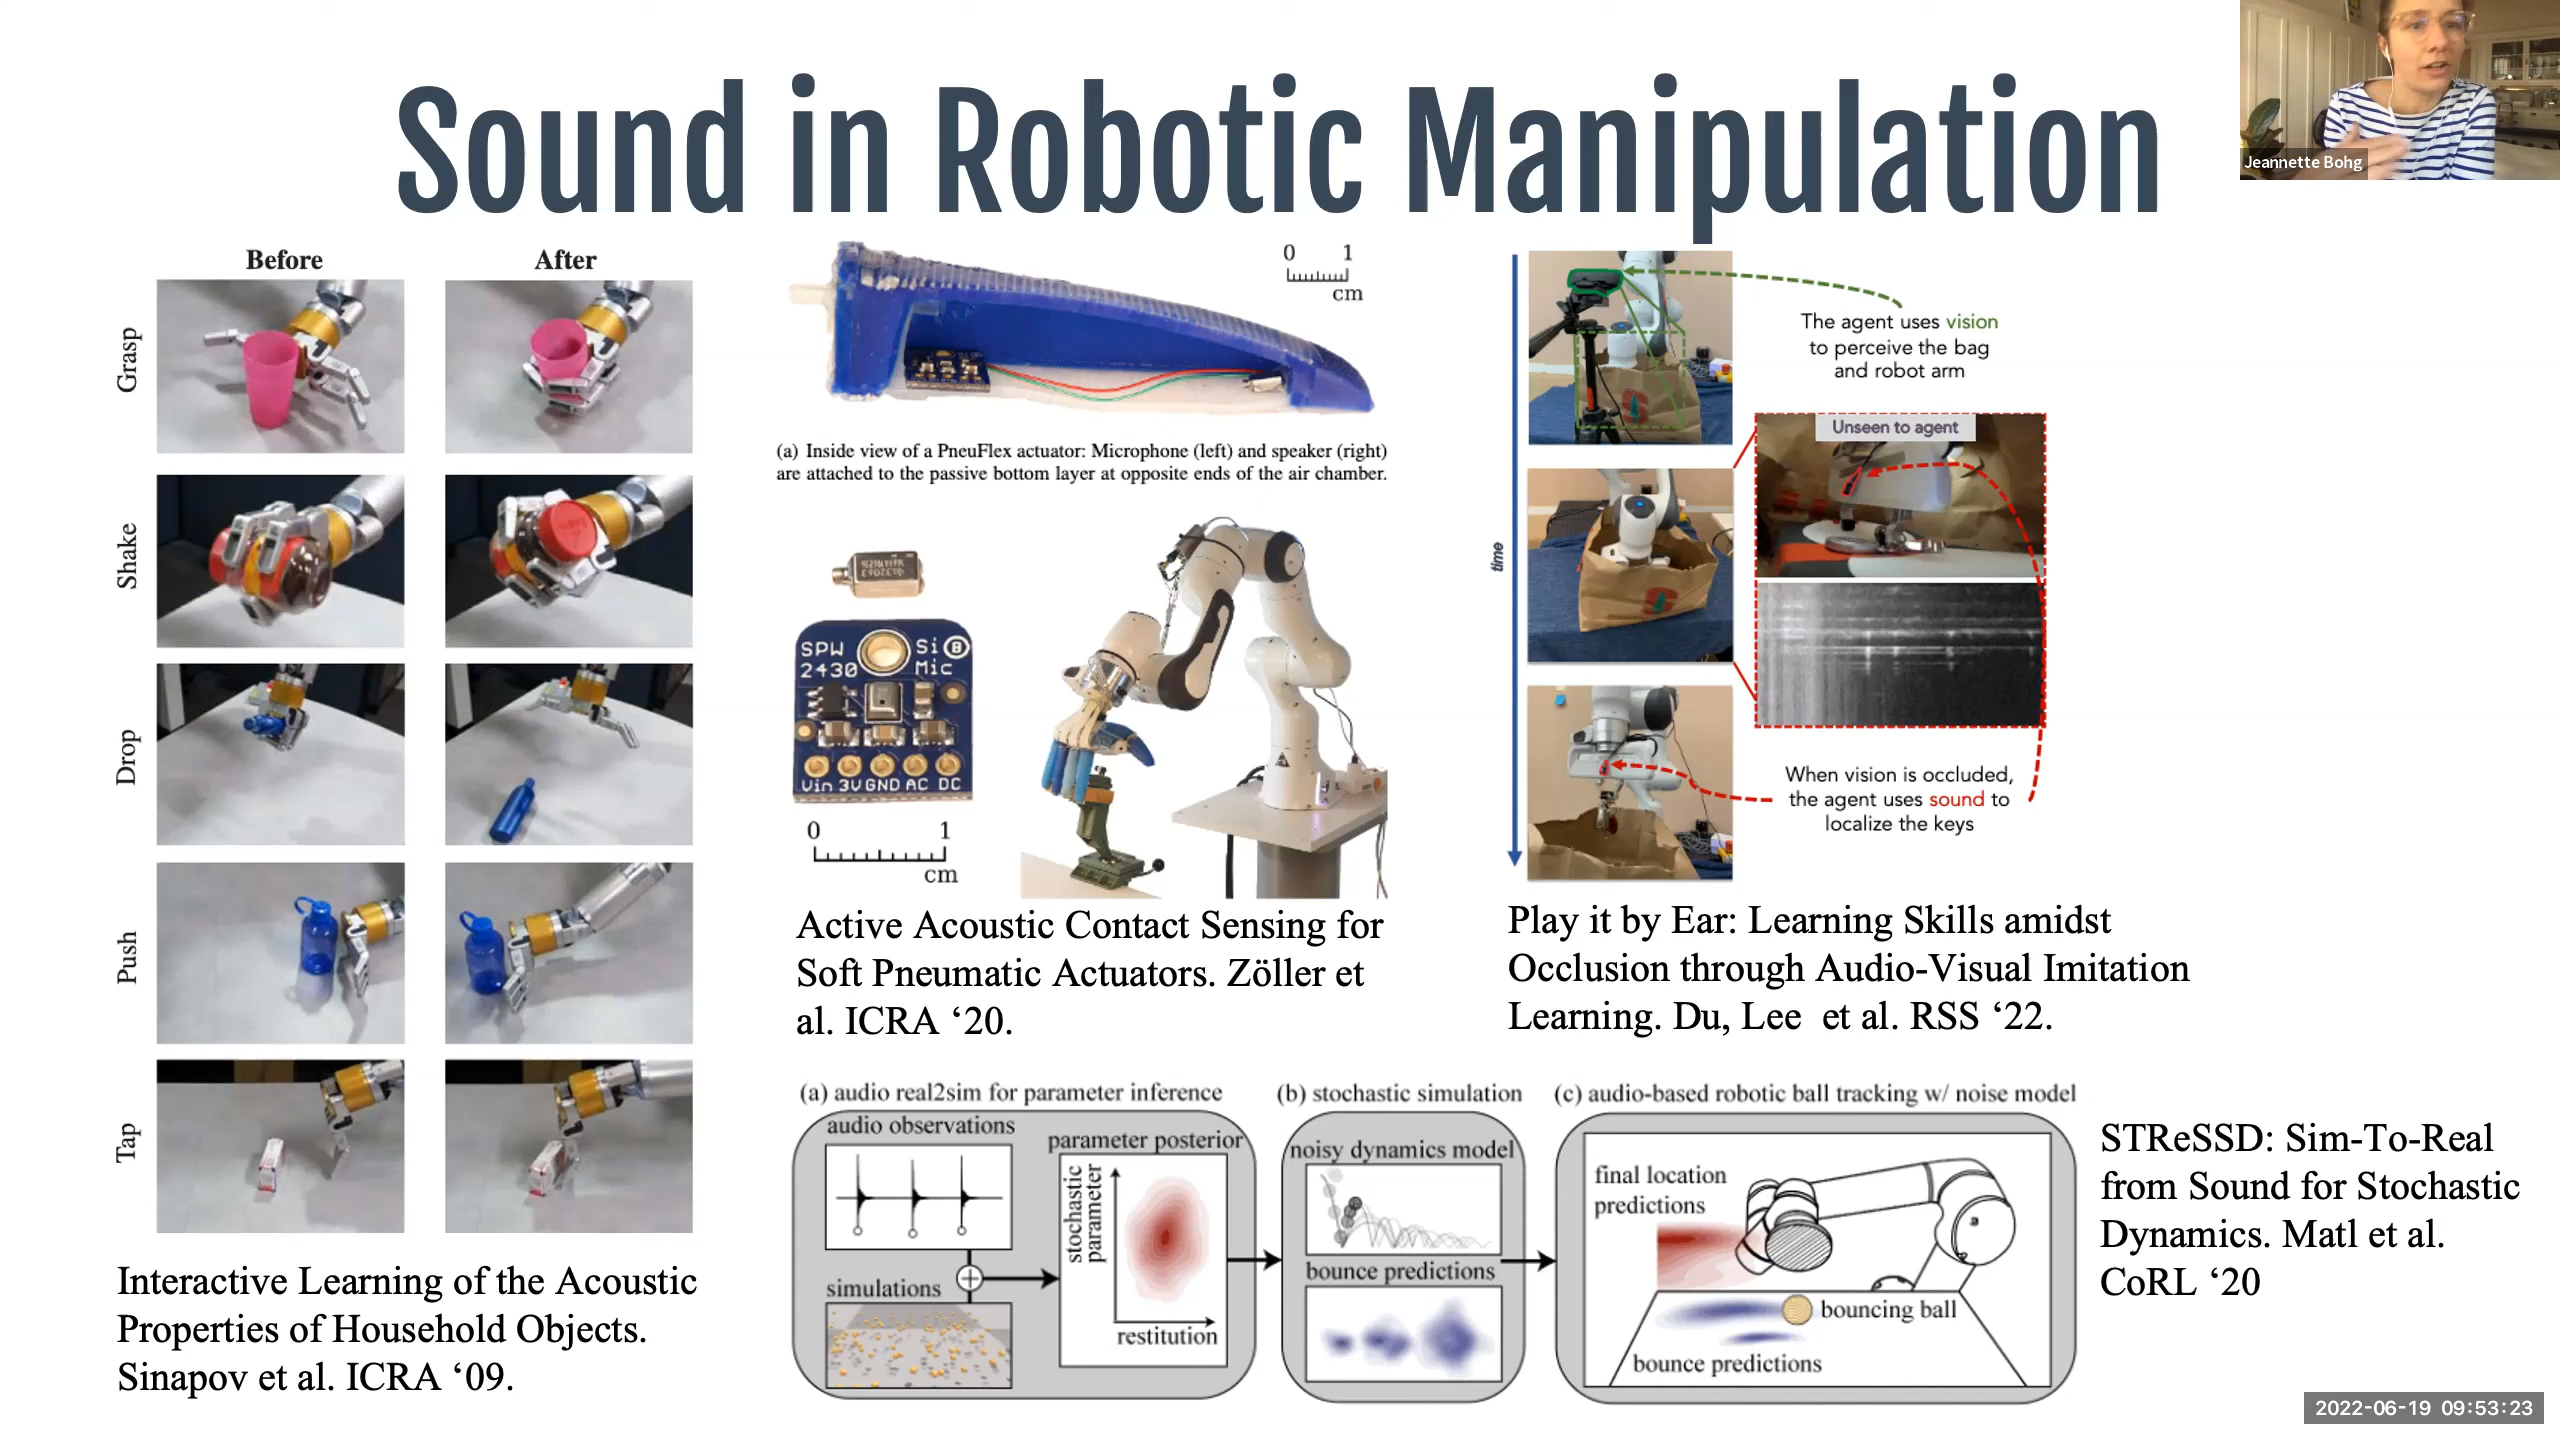 Sound in Robotic Manipulation
Jeannette Bohg
Before
After
Grasp
Shake
Drop
Push
Tap
Interactive Learning of the Acoustic
Properties of Household Objects.
Sinapov et al. ICRA ‘09.
0 1
cm
(a) Inside view of a PneuFlex actuator: Microphone (left) and speaker (right)
are attached to the passive bottom layer at opposite ends of the air chamber.
SPW
2430
Si
Mic
Vin 3V GND AC DC
0 1
cm
Active Acoustic Contact Sensing for
Soft Pneumatic Actuators. Zöller et
al. ICRA ‘20.
time
The agent uses vision
to perceive the bag
and robot arm
Unseen to agent
When vision is occluded,
the agent uses sound to
localize the keys
Play it by Ear: Learning Skills amidst
Occlusion through Audio-Visual Imitation
Learning. Du, Lee et al. RSS ‘22.
(a) audio real2sim for parameter inference
audio observations
simulations
parameter posterior
stochastic
parameter
restitution
(b) stochastic simulation
noisy dynamics model
bounce predictions
(c) audio-based robotic ball tracking w/ noise model
final location
predictions
bouncing ball
bounce predictions
STReSSD: Sim-To-Real
from Sound for Stochastic
Dynamics. Matl et al.
CoRL ‘20
2022-06-19 09:53:23